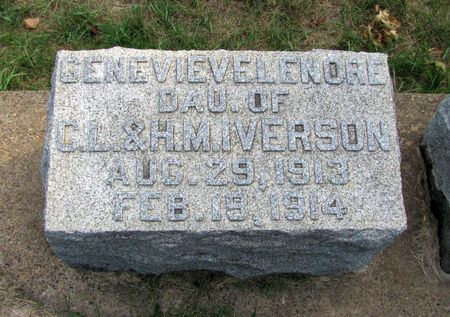 GENEVIEVE LENORE
DAU. OF
C.L. & H.M. IVERSON
AUG. 29, 1913
FEB. 19, 1914